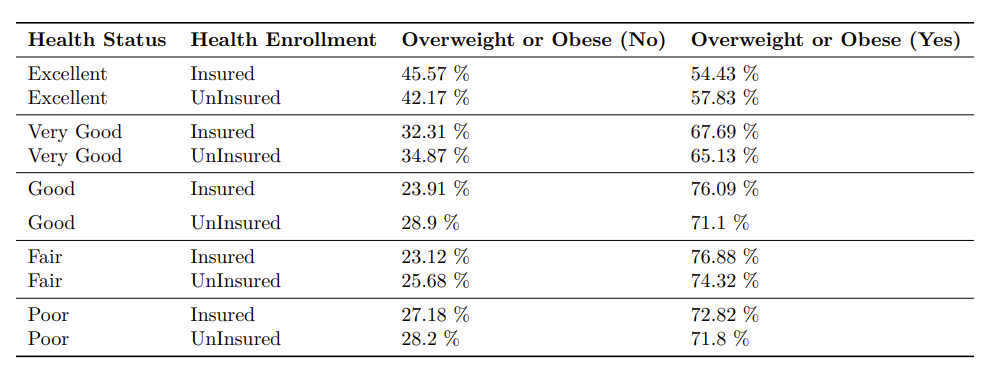 Health Status Health Enrollment Overweight or Obese (No) Overweight or Obese (Yes)
Excellent Insured 45.57 % 54.43 %
Excellent UnInsured 42.17 % 57.83 %
Very Good Insured 32.31 % 67.69 %
Very Good UnInsured 34.87 % 65.13 %
Good Insured 23.91 % 76.09 %
Good UnInsured 28.9 % 71.1 %
Fair Insured 23.12 % 76.88 %
Fair UnInsured 25.68 % 74.32 %
Poor Insured 27.18 % 72.82 %
Poor UnInsured 28.2 % 71.8 %